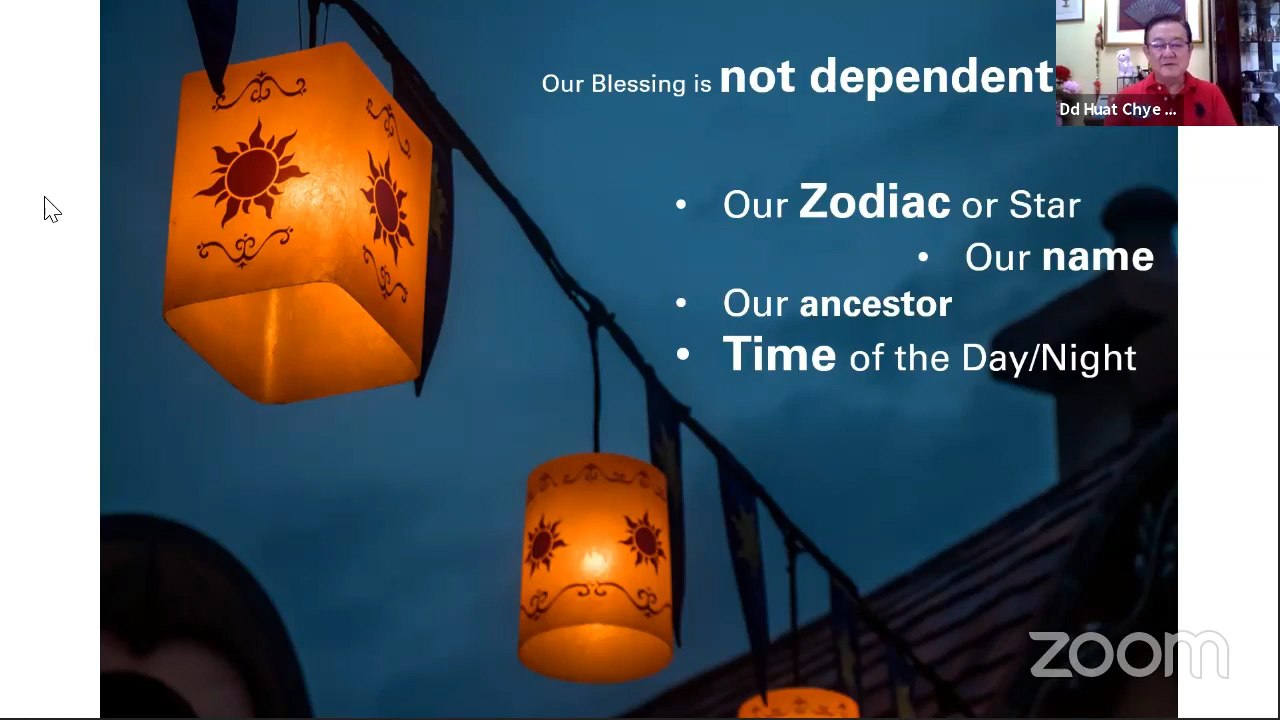 Our Blessing is not dependent
Dd Huat Chye ...
• Our Zodiac or Star
• Our name
• Our ancestor
• Time of the Day/Night
zoom